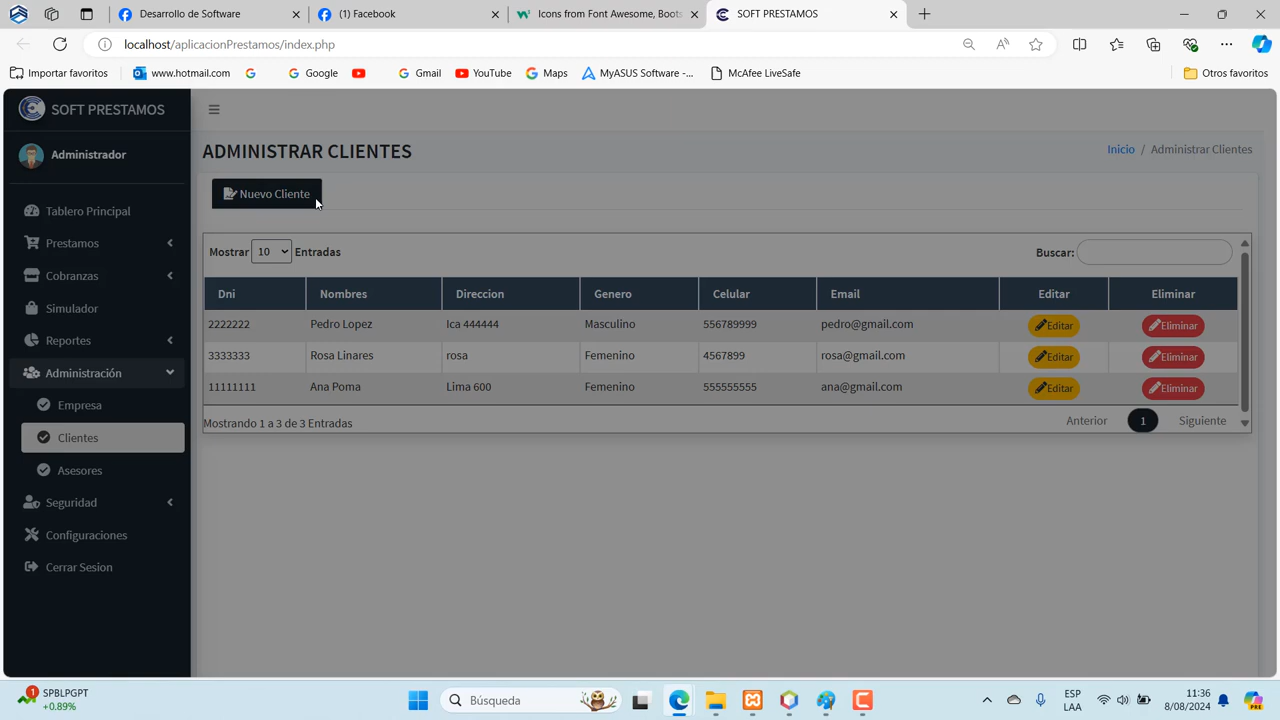 Desarrollo de Software
(1) Facebook
Icons from Font Awesome, Boots
SOFT PRESTAMOS
localhost/aplicacionPrestamos/index.php
Importar favoritos
www.hotmail.com
Google
Gmail
YouTube
Maps
MyASUS Software -...
McAfee LiveSafe
Otros favoritos
SOFT PRESTAMOS
Administrador
Tablero Principal
Prestamos
Cobranzas
Simulador
Reportes
Administración
Empresa
Clientes
Asesores
Seguridad
Configuraciones
Cerrar Sesion
ADMINISTRAR CLIENTES
Inicio / Administrar Clientes
Nuevo Cliente
Mostrar 10 Entradas
Buscar:
Dni Nombres Direccion Genero Celular Email Editar Eliminar
2222222 Pedro Lopez Ica 444444 Masculino 556789999 pedro@gmail.com Editar Eliminar
3333333 Rosa Linares rosa Femenino 4567899 rosa@gmail.com Editar Eliminar
11111111 Ana Poma Lima 600 Femenino 555555555 ana@gmail.com Editar Eliminar
Mostrando 1 a 3 de 3 Entradas
Anterior 1 Siguiente
1
SPBLPGPT
+0.89%
Búsqueda
ESP
LAA
11:36
8/08/2024
PRE